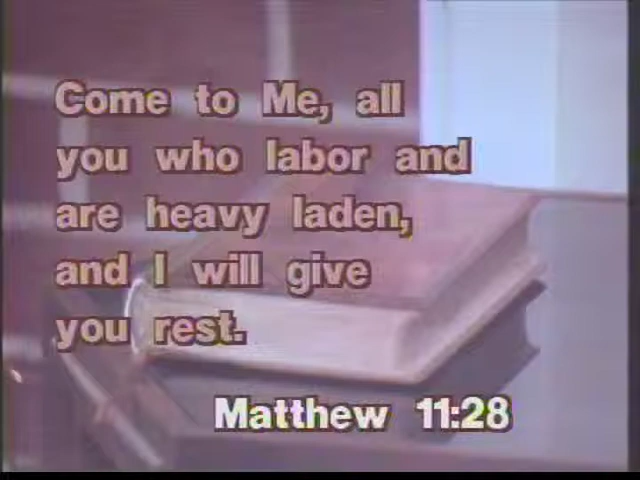 Come to Me, all
you who labor and
are heavy laden,
and I will give
you rest.
Matthew 11:28